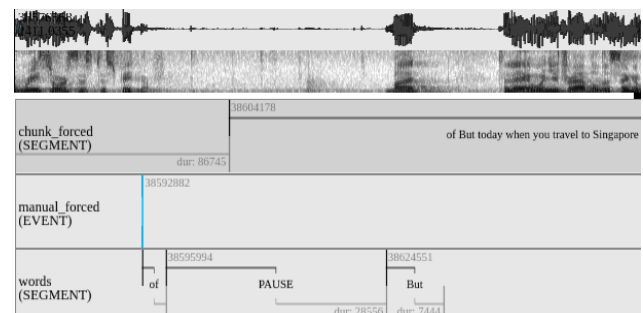 38604178
chunk_forced
(SEGMENT)
of But today when you travel to Singapore
dur: 86745
38592882
manual_forced
(EVENT)
38595994
38624551
words
(SEGMENT)
of
PAUSE
But
dur: 28556
dur: 7444